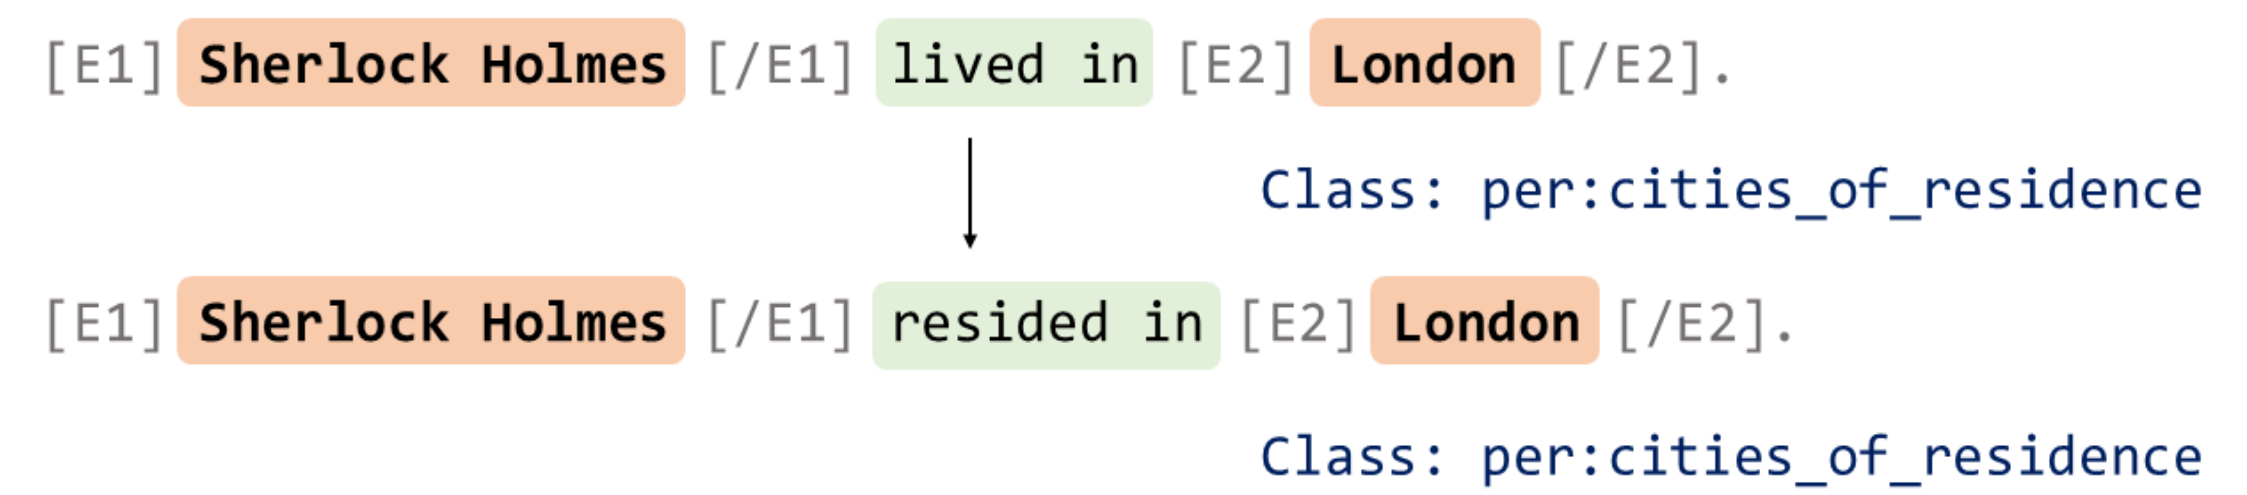 [E1] Sherlock Holmes [/E1] lived in [E2] London [/E2].
Class: per:cities_of_residence
[E1] Sherlock Holmes [/E1] resided in [E2] London [/E2].
Class: per:cities_of_residence